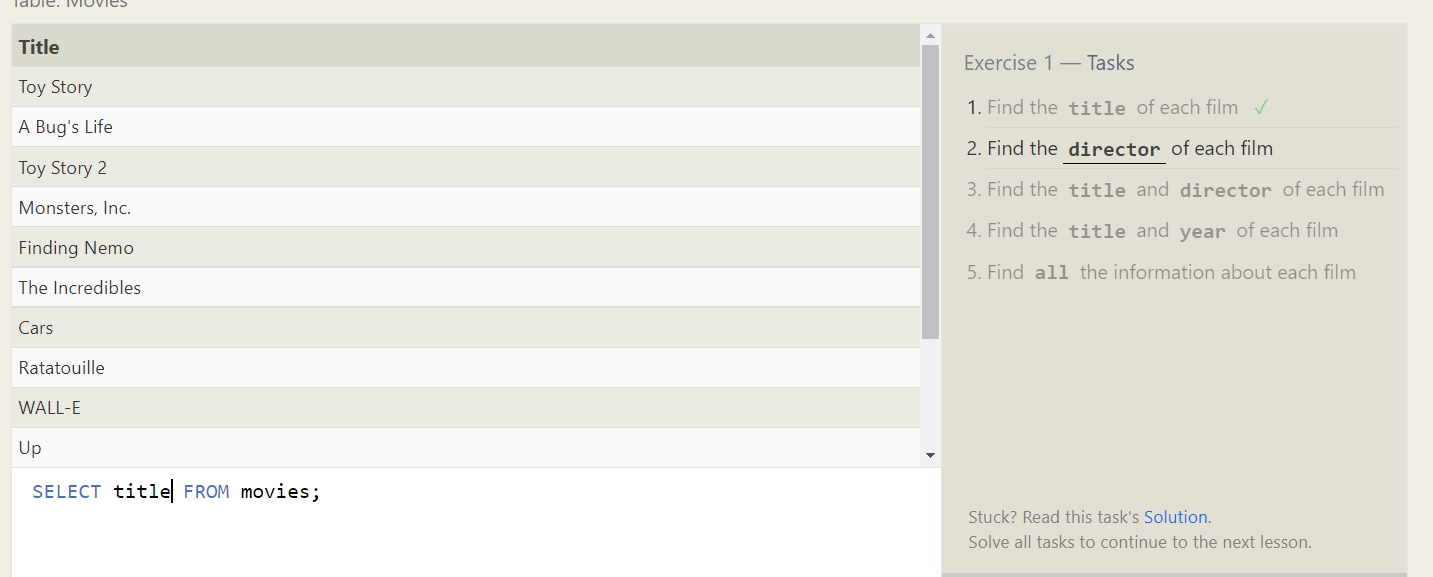 Table: Movies
Title
Toy Story
A Bug's Life
Toy Story 2
Monsters, Inc.
Finding Nemo
The Incredibles
Cars
Ratatouille
WALL-E
Up
SELECT title FROM movies;
Exercise 1 — Tasks
1. Find the title of each film ✓
2. Find the director of each film
3. Find the title and director of each film
4. Find the title and year of each film
5. Find all the information about each film
Stuck? Read this task's Solution.
Solve all tasks to continue to the next lesson.